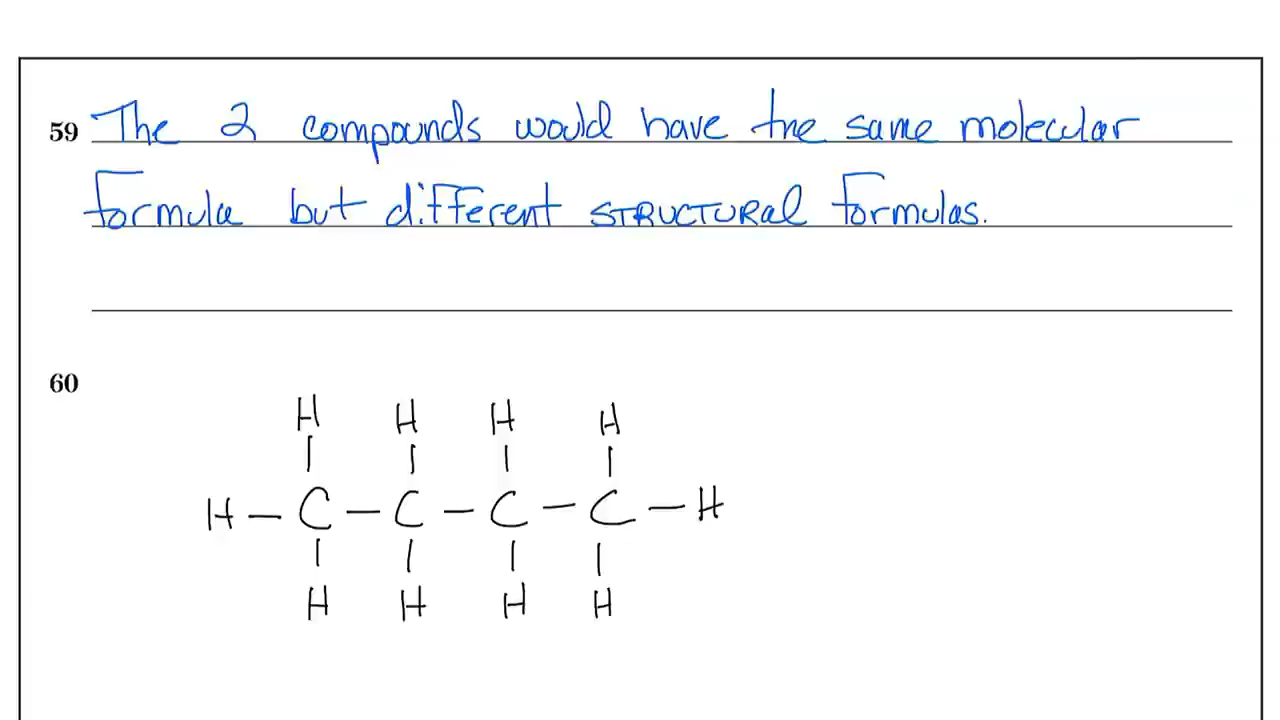 59 The 2 compounds would have the same molecular
formula but different STRUCTURAL formulas.
60
H H H H
H - C - C - C - C - H
H H H H